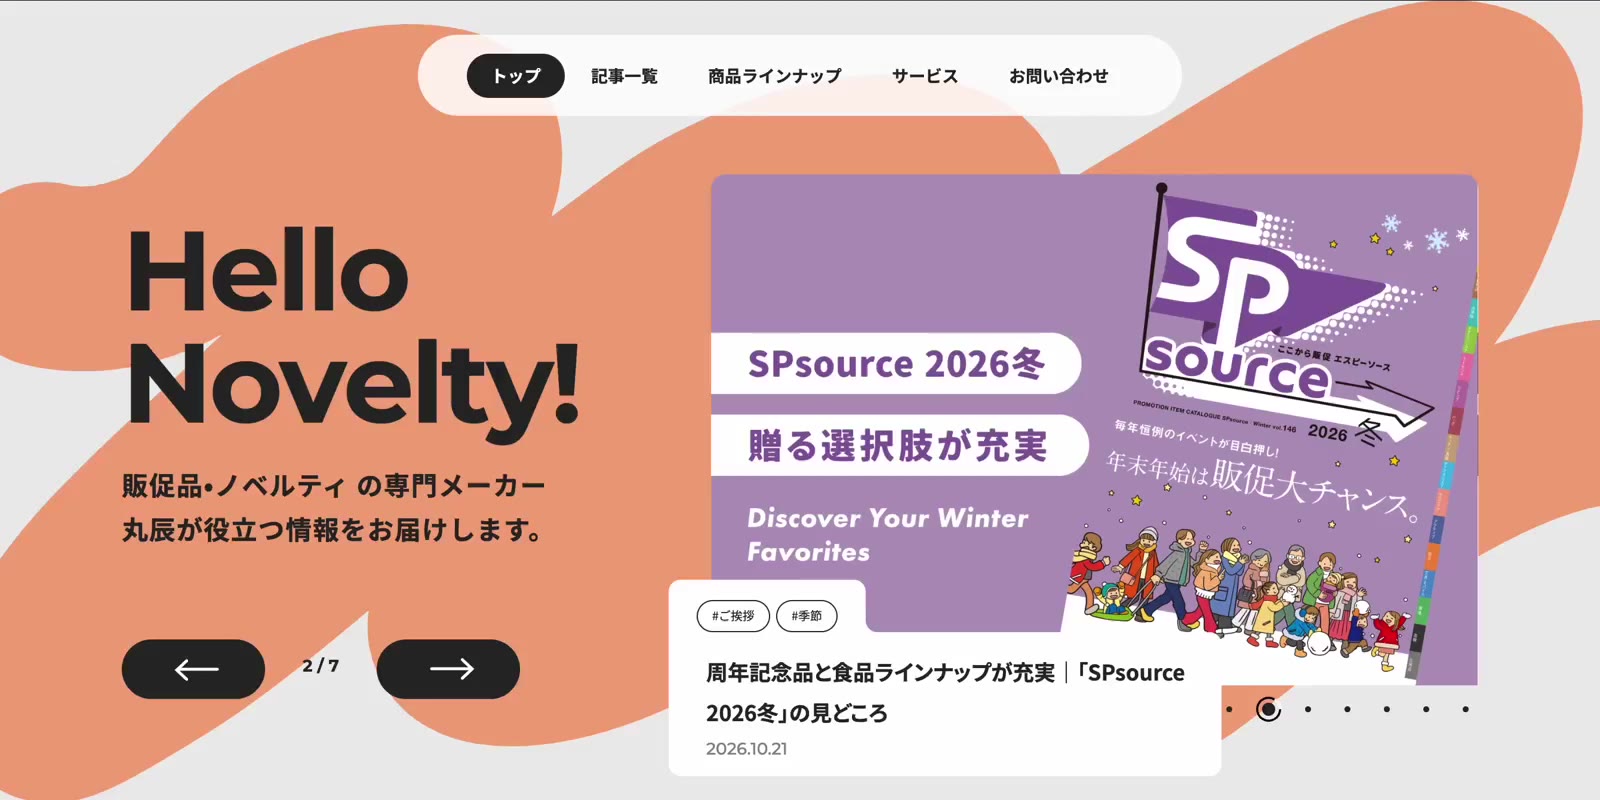 トップ
記事一覧
商品ラインナップ
サービス
お問い合わせ
Hello
Novelty!
販促品•ノベルティ の専門メーカー
丸辰が役立つ情報をお届けします。
2 / 7
SPsource 2026冬
贈る選択肢が充実
Discover Your Winter
Favorites
SP
source
ここから販促 エスピーソース
PROMOTION ITEM CATALOGUE SPsource Winter vol.146
2026 冬
毎年恒例のイベントが目白押し!
年末年始は販促大チャンス。
#ご挨拶
#季節
周年記念品と食品ラインナップが充実｜「SPsource
2026冬」の見どころ
2026.10.21